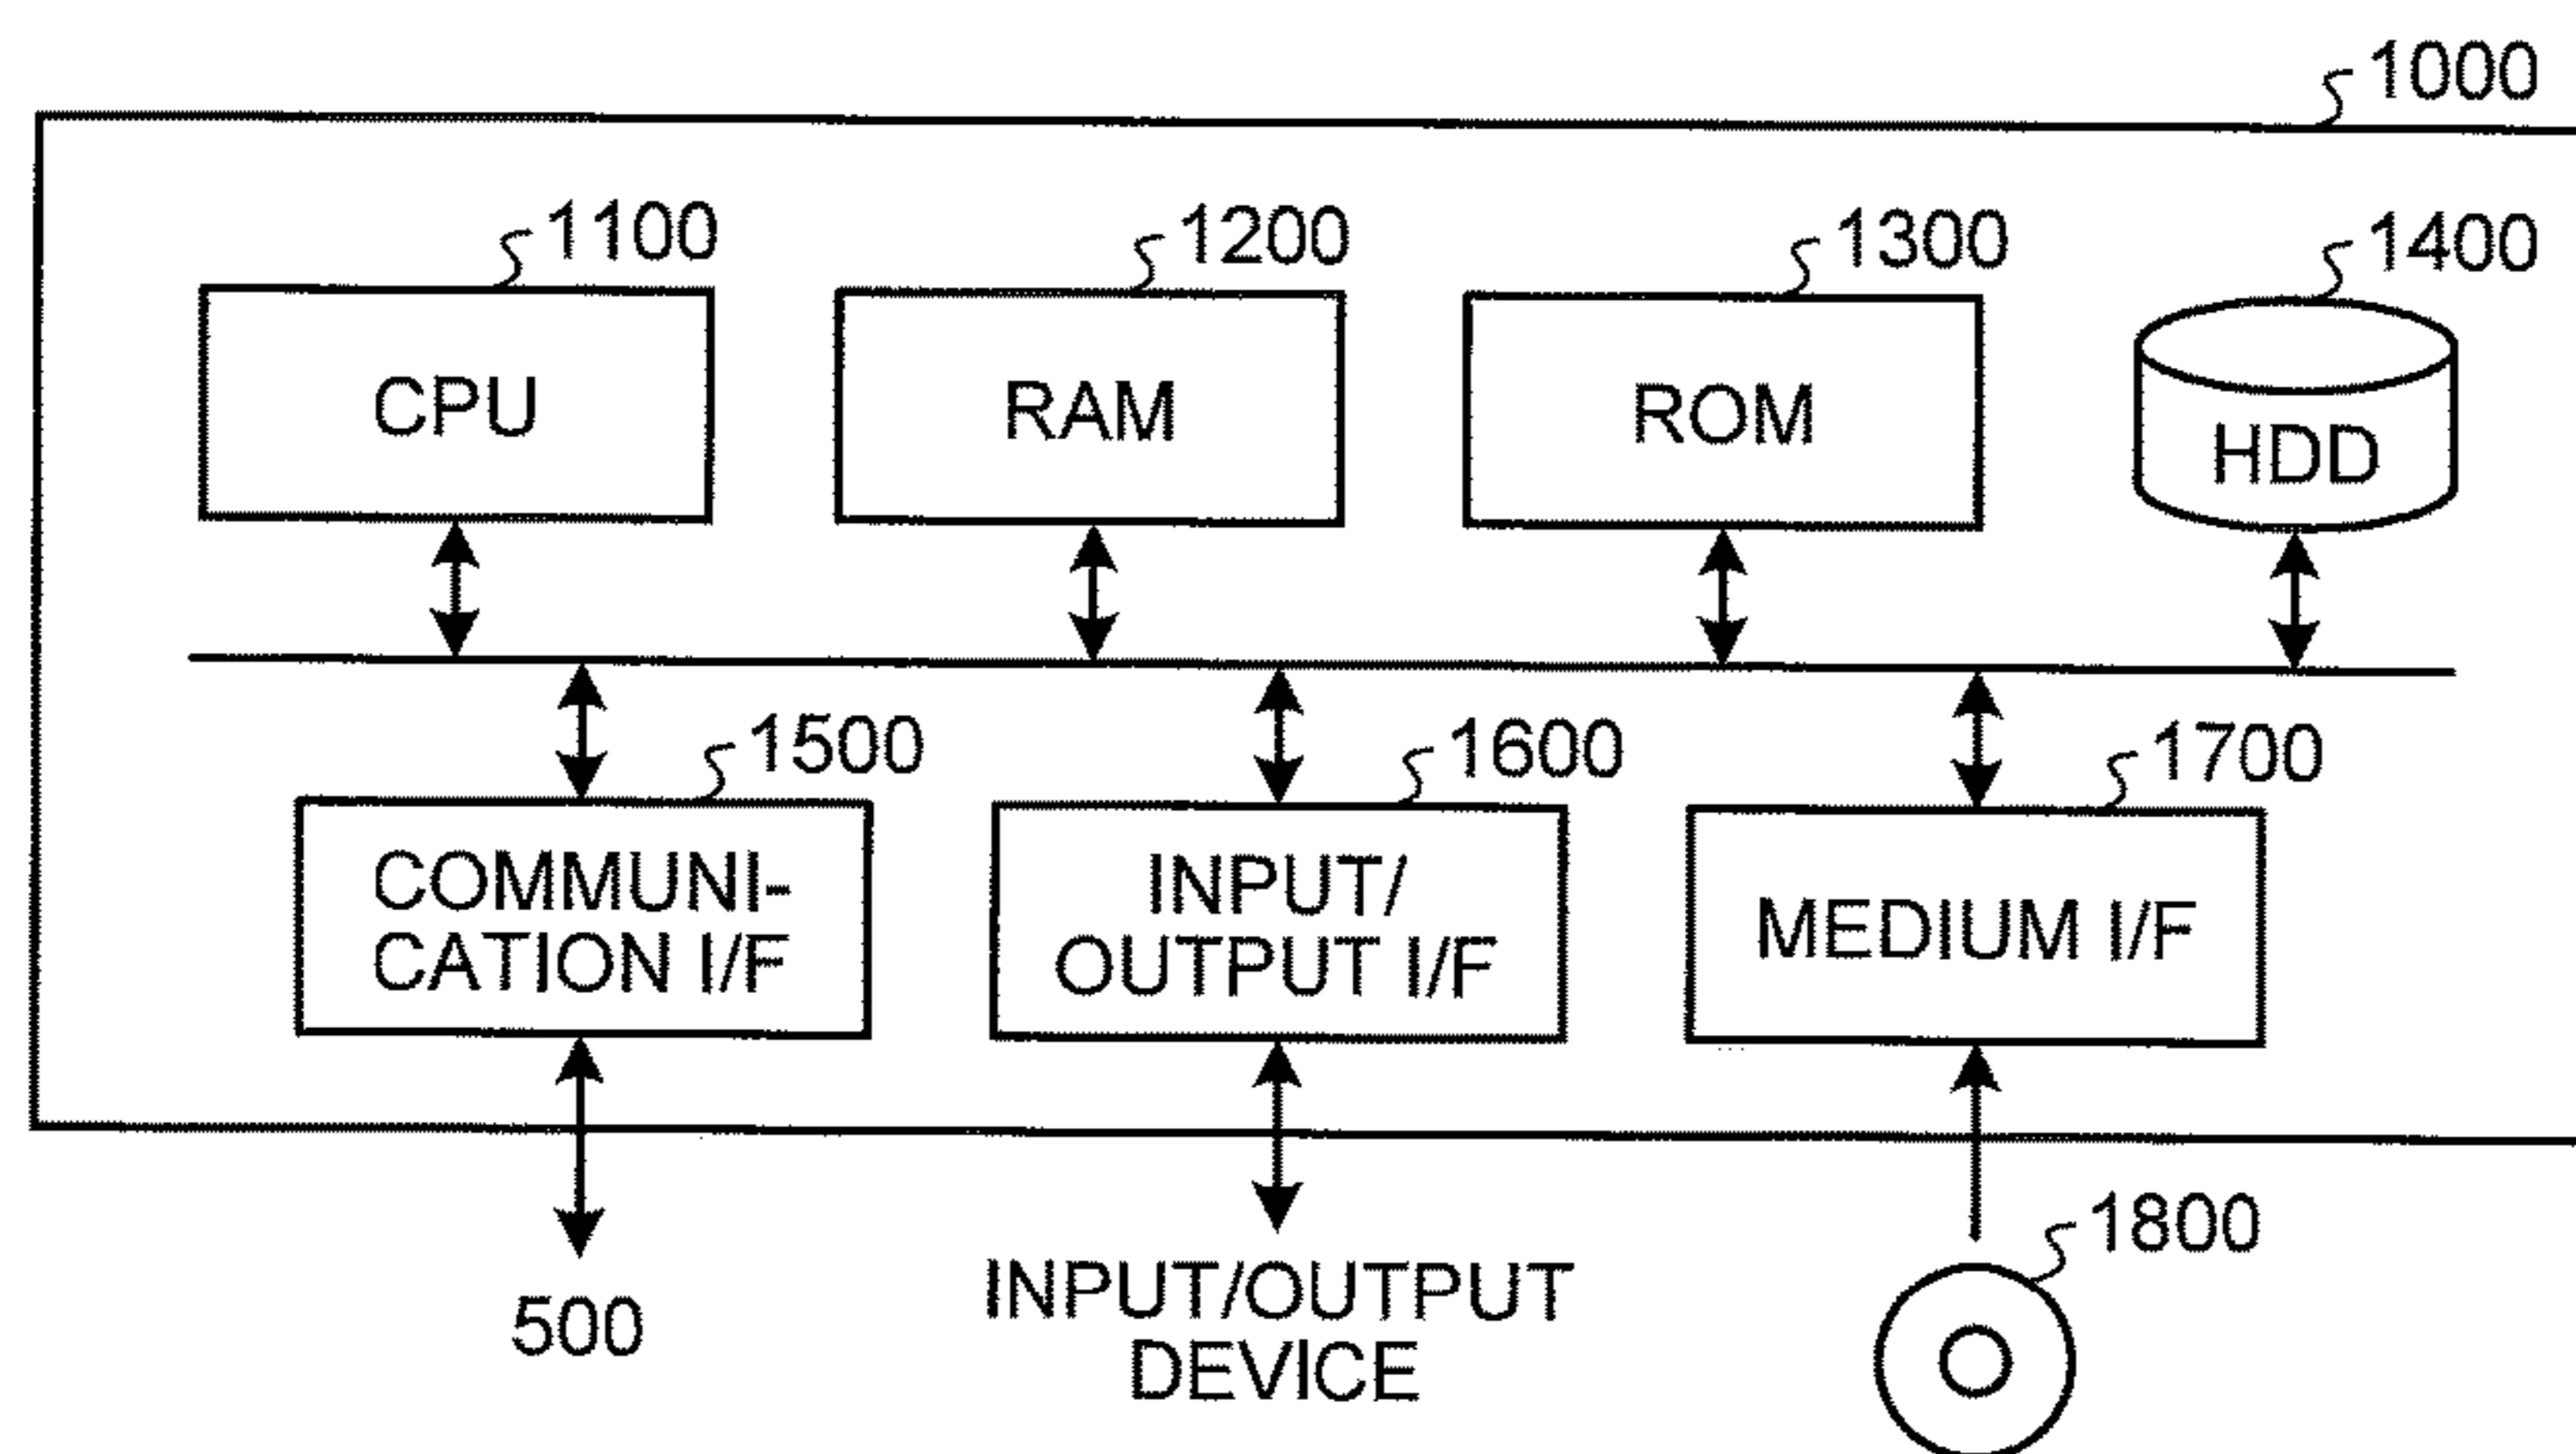 1000
1100
1200
1300
1400
CPU
RAM
ROM
HDD
1500
1600
1700
COMMUNI-
CATION I/F
INPUT/
OUTPUT I/F
MEDIUM I/F
1800
500
INPUT/OUTPUT
DEVICE